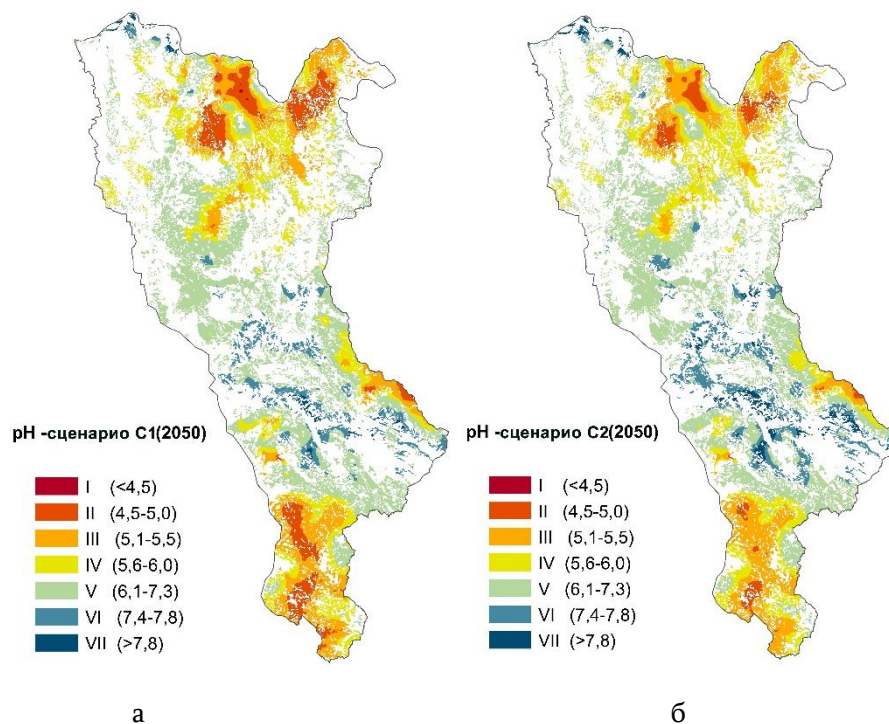 pH -сценарио C1(2050)
I (<4,5)
II (4,5-5,0)
III (5,1-5,5)
IV (5,6-6,0)
V (6,1-7,3)
VI (7,4-7,8)
VII (>7,8)
а
pH -сценарио C2(2050)
I (<4,5)
II (4,5-5,0)
III (5,1-5,5)
IV (5,6-6,0)
V (6,1-7,3)
VI (7,4-7,8)
VII (>7,8)
б